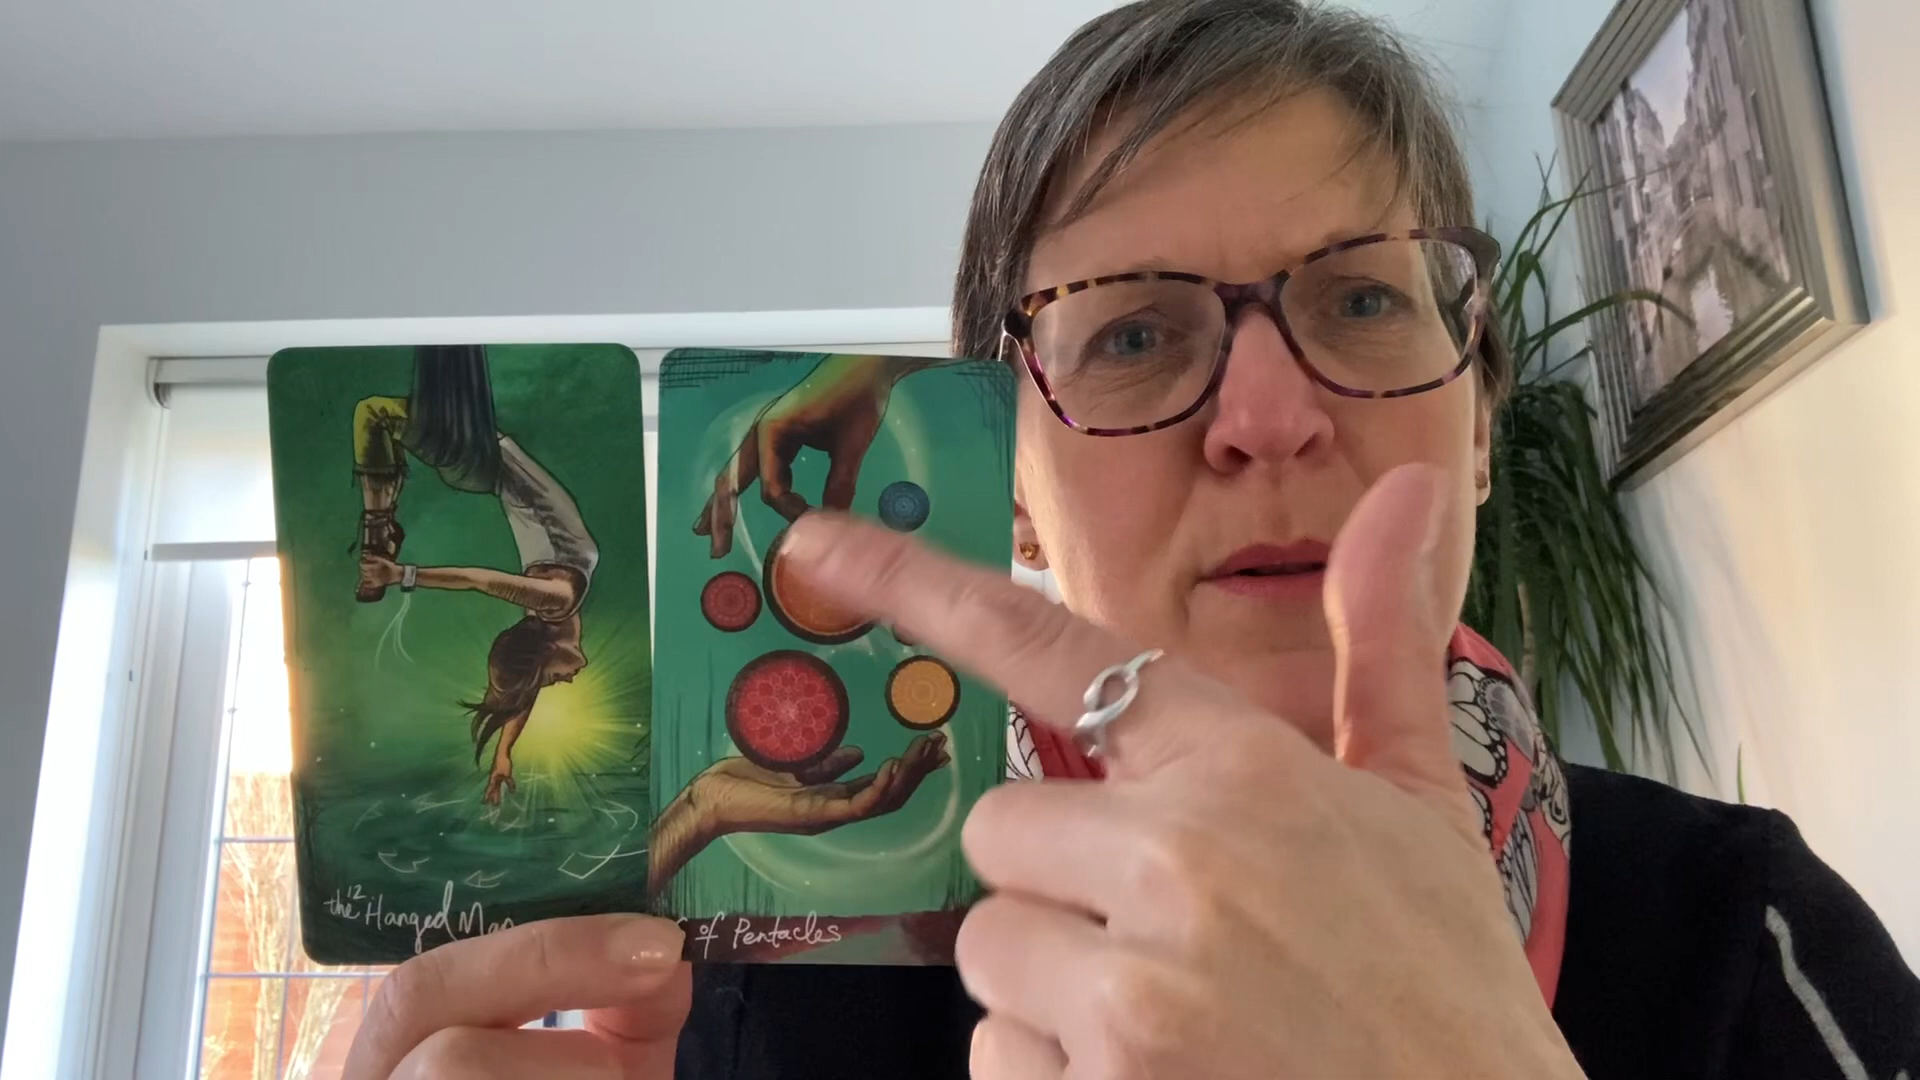 the 12 Hanged Man
of Pentacles